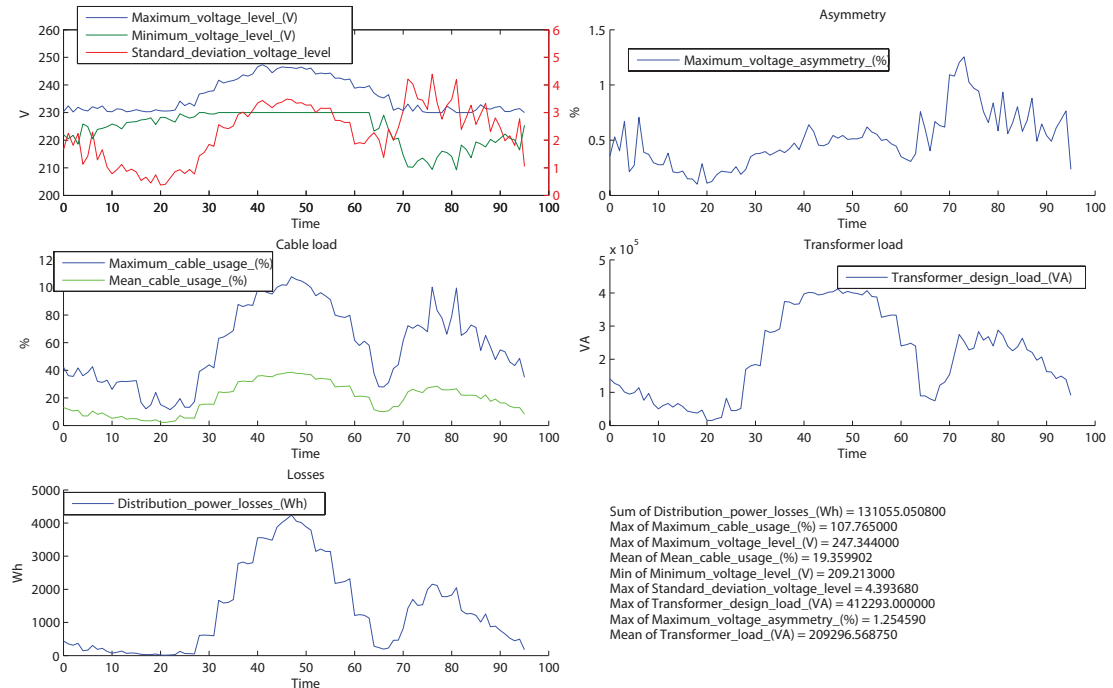 Maximum_voltage_level_(V)
Minimum_voltage_level_(V)
Standard_deviation_voltage_level
260
250
240
230
220
210
200
V
6
5
4
3
2
1
0
0 10 20 30 40 50 60 70 80 90 100
Time
Asymmetry
Maximum_voltage_asymmetry_(%)
1.5
1
0.5
0
%
0 10 20 30 40 50 60 70 80 90 100
Time
Cable load
Maximum_cable_usage_(%)
Mean_cable_usage_(%)
80
60
40
20
0
%
0 10 20 30 40 50 60 70 80 90 100
Time
Transformer load
x 10^5
Transformer_design_load_(VA)
5
4
3
2
1
0
VA
0 10 20 30 40 50 60 70 80 90 100
Time
Losses
Distribution_power_losses_(Wh)
5000
4000
3000
2000
1000
0
Wh
0 10 20 30 40 50 60 70 80 90 100
Time
Sum of Distribution_power_losses_(Wh) = 131055.050800
Max of Maximum_cable_usage_(%) = 107.765000
Max of Maximum_voltage_level_(V) = 247.344000
Mean of Mean_cable_usage_(%) = 19.359902
Min of Minimum_voltage_level_(V) = 209.213000
Max of Standard_deviation_voltage_level = 4.393680
Max of Transformer_design_load_(VA) = 412293.000000
Max of Maximum_voltage_asymmetry_(%) = 1.254590
Mean of Transformer_load_(VA) = 209296.568750